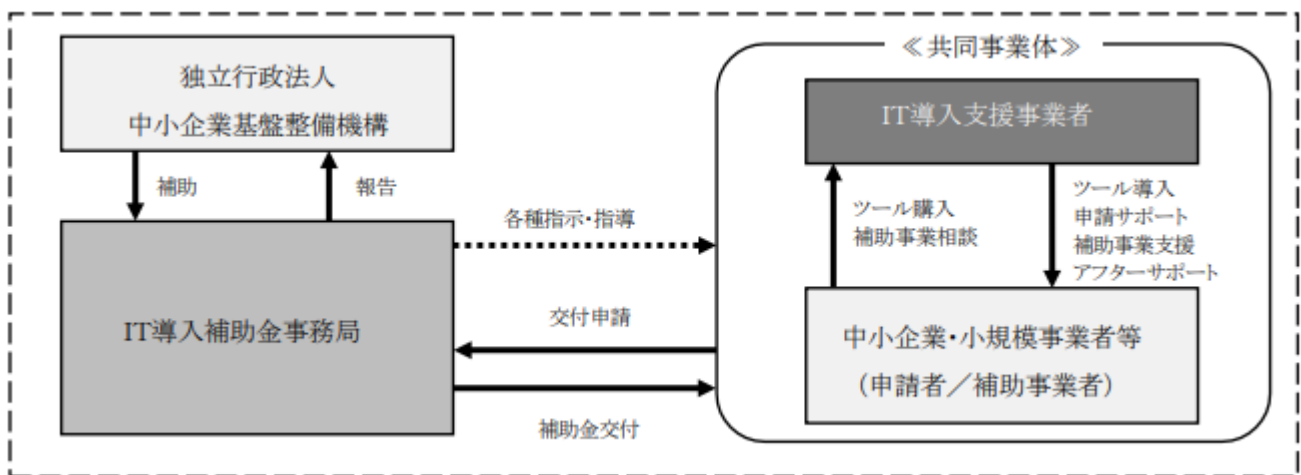 独立行政法人
中小企業基盤整備機構
補助
報告
IT導入補助金事務局
各種指示・指導
交付申請
補助金交付
≪共同事業体≫
IT導入支援事業者
ツール購入
補助事業相談
ツール導入
申請サポート
補助事業支援
アフターサポート
中小企業・小規模事業者等
（申請者／補助事業者）